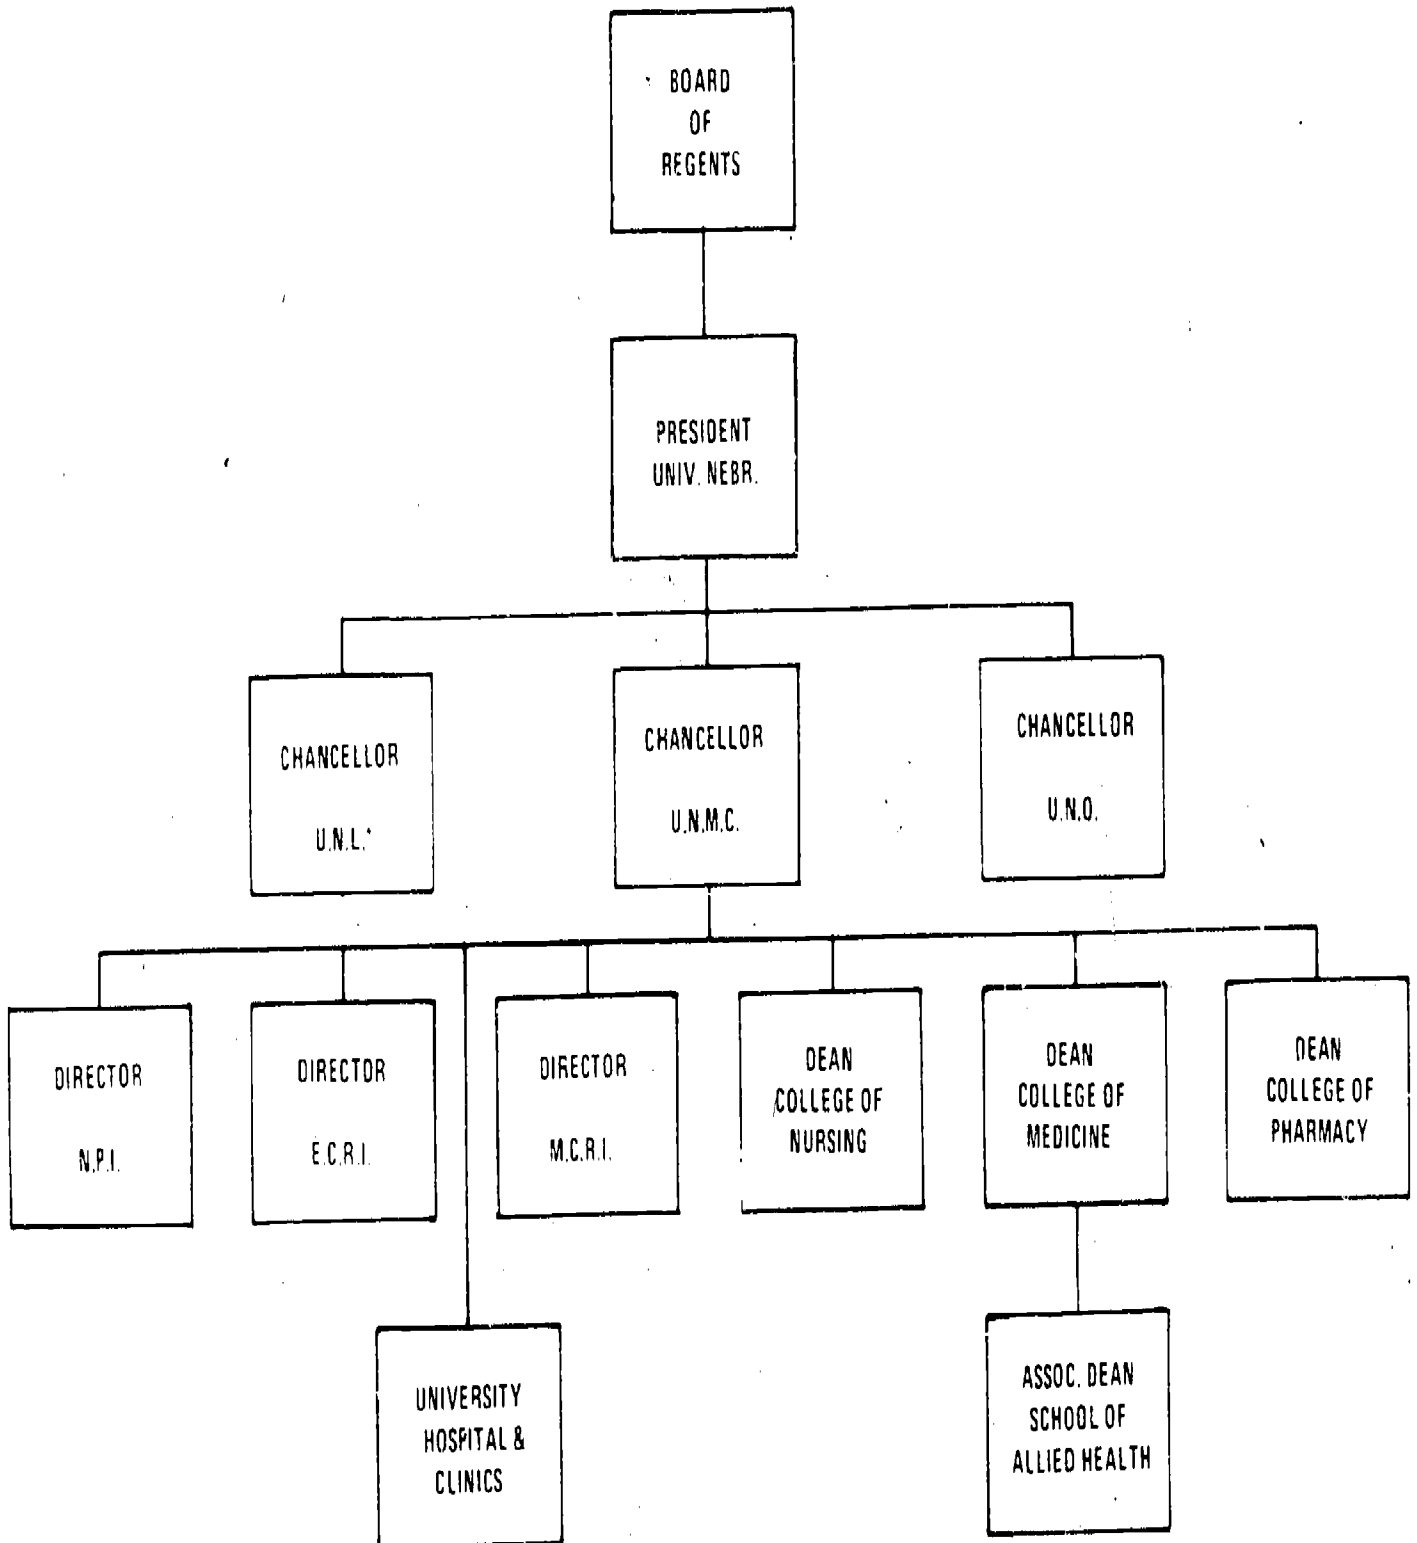 BOARD
OF
REGENTS
PRESIDENT
UNIV. NEBR.
CHANCELLOR
U.N.L.
CHANCELLOR
U.N.M.C.
CHANCELLOR
U.N.O.
DIRECTOR
N.P.I.
DIRECTOR
E.C.R.I.
DIRECTOR
M.C.R.I.
DEAN
COLLEGE OF
NURSING
DEAN
COLLEGE OF
MEDICINE
DEAN
COLLEGE OF
PHARMACY
UNIVERSITY
HOSPITAL &
CLINICS
ASSOC. DEAN
SCHOOL OF
ALLIED HEALTH